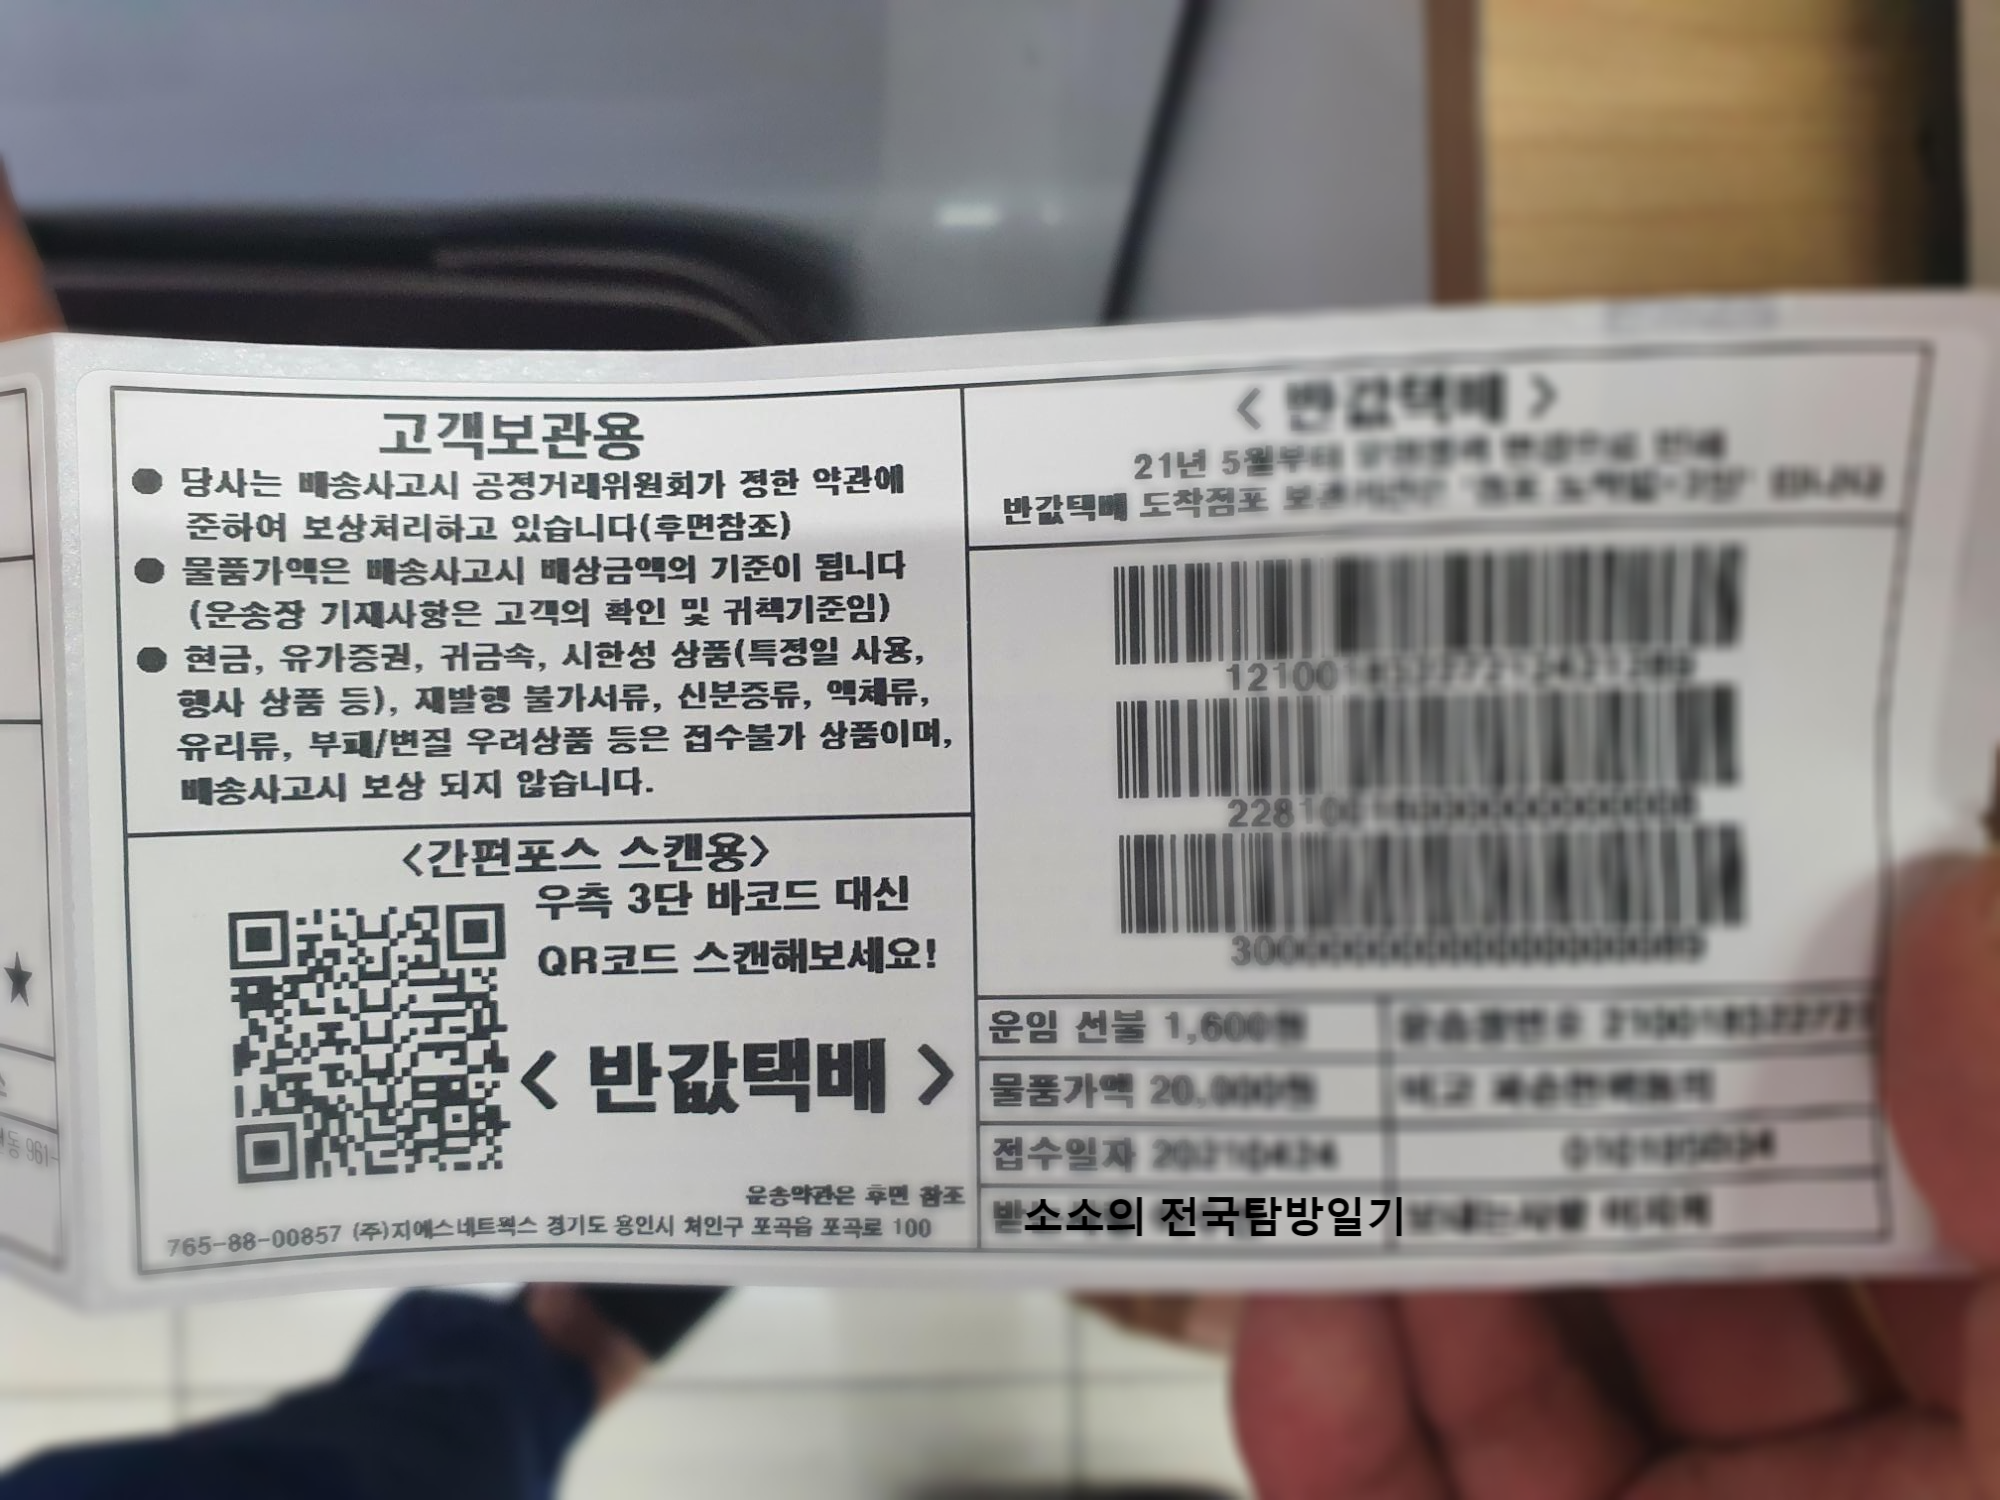 고객보관용
● 당사는 배송사고시 공정거래위원회가 정한 약관에
준하여 보상처리하고 있습니다(후면참조)
● 물품가액은 배송사고시 배상금액의 기준이 됩니다
(운송장 기재사항은 고객의 확인 및 귀책기준임)
● 현금, 유가증권, 귀금속, 시한성 상품(특정일 사용,
행사 상품 등), 재발행 불가서류, 신분증류, 액체류,
유리류, 부패/변질 우려상품 등은 접수불가 상품이며,
배송사고시 보상 되지 않습니다.
<간편포스 스캔용>
우측 3단 바코드 대신
QR코드 스캔해보세요!
< 반값택배 >
운송약관은 후면 참조
765-88-00857 (주)지에스네트웍스 경기도 용인시 처인구 포곡읍 포곡로 100
< 반값택배 >
21년 5월부터
반값택배 도착점포
운임 선불 1,600원
물품가액 20,000원
접수일자 20210424
운송장번호
비고
보내는사람
소소의 전국탐방일기
★
961-